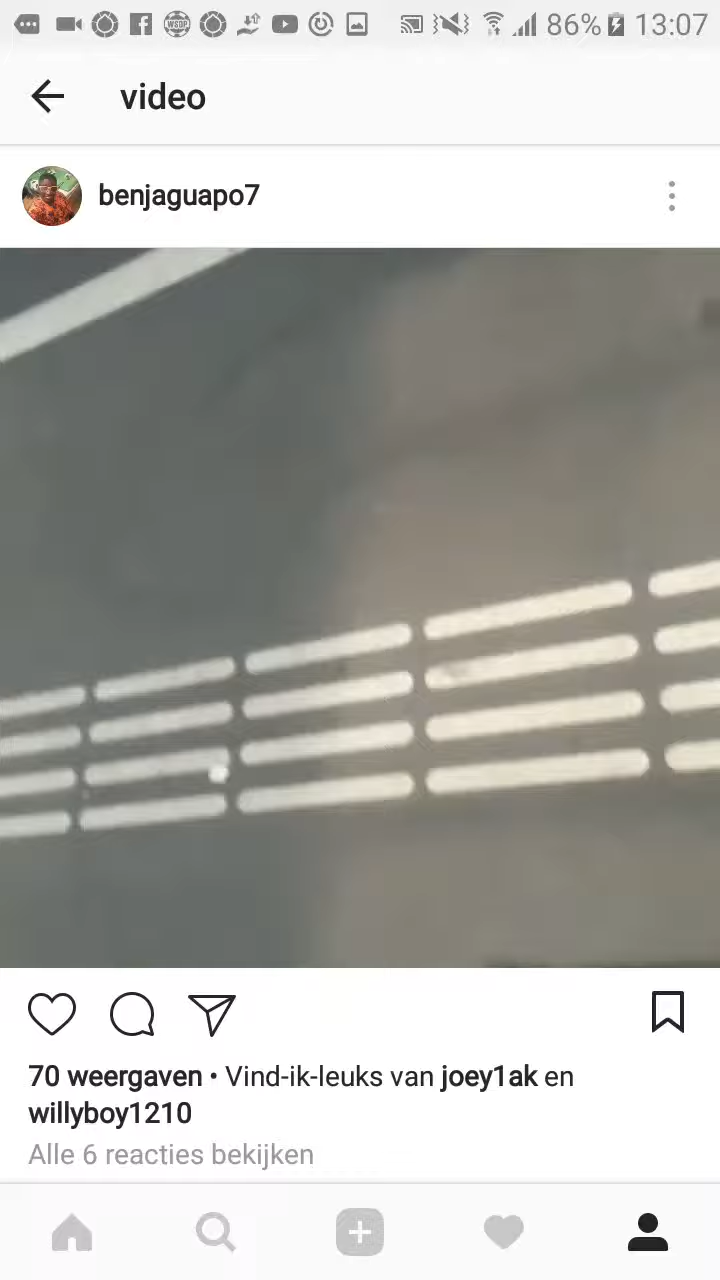 86% 13:07
video
benjaguapo7
70 weergaven • Vind-ik-leuks van joey1ak en
willyboy1210
Alle 6 reacties bekijken